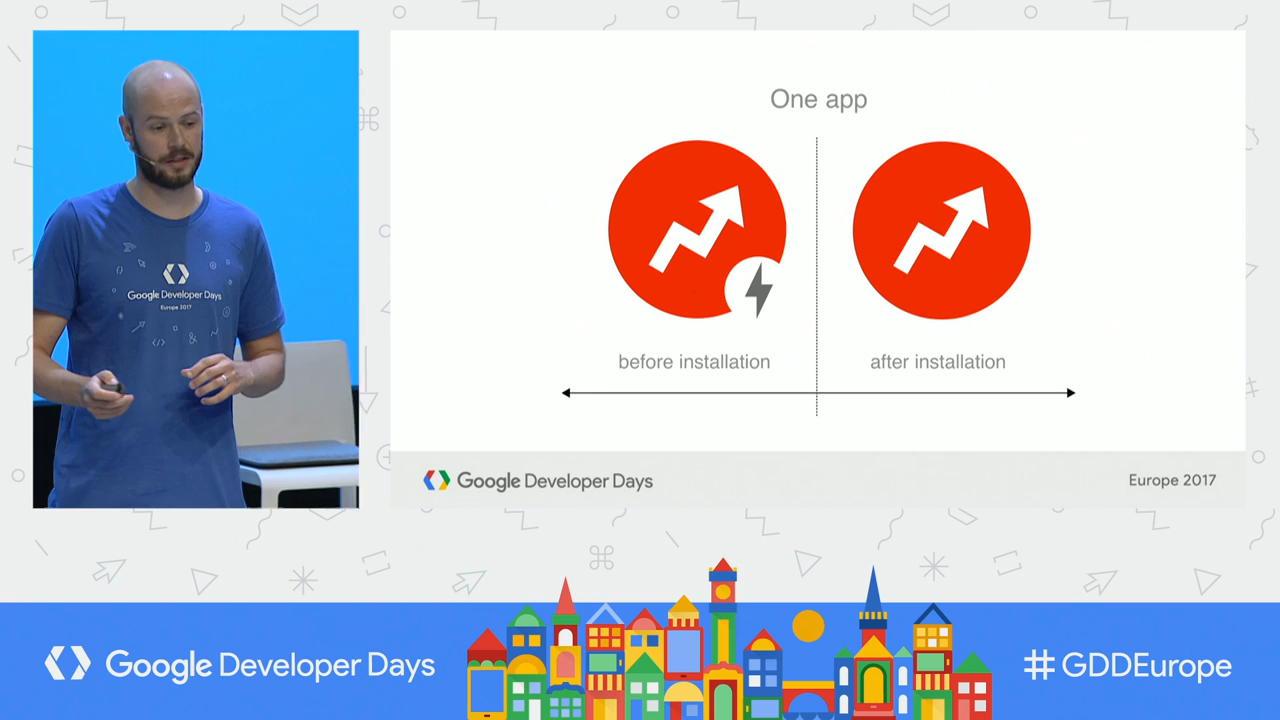 One app
before installation
after installation
Google Developer Days
Europe 2017
Google Developer Days
Europe 2017
Google Developer Days
#GDDEurope